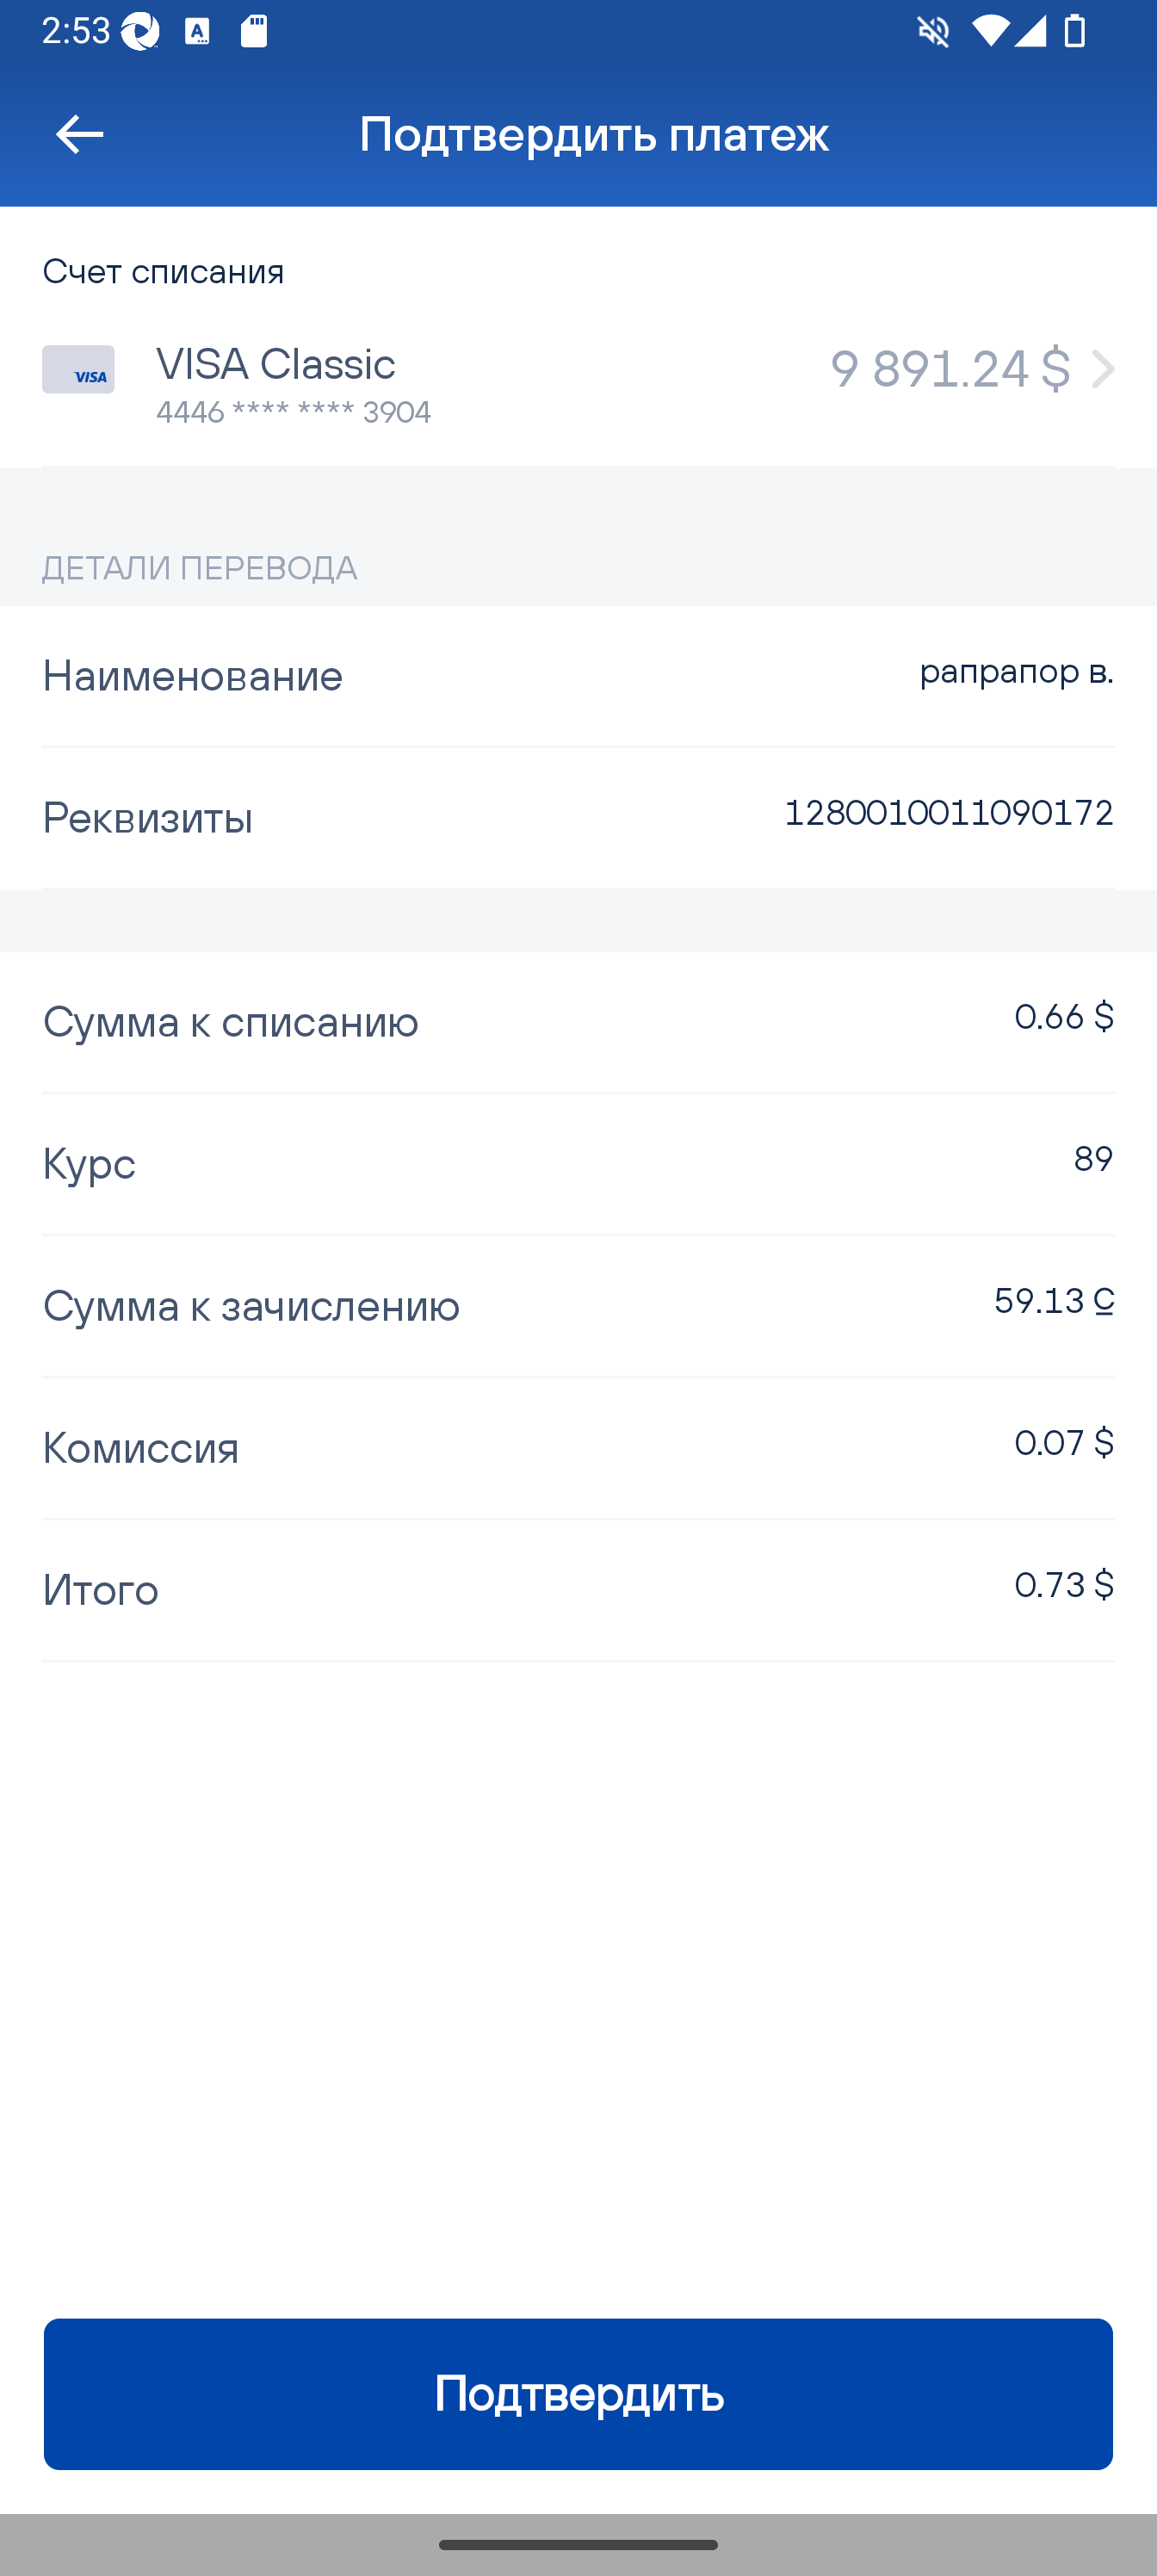 2:53
Подтвердить платеж
Счет списания
VISA
VISA Classic
9 891.24 $
4446 **** **** 3904
ДЕТАЛИ ПЕРЕВОДА
Наименование
рапрапор в.
Реквизиты
1280010011090172
Сумма к списанию
0.66 $
Курс
89
Сумма к зачислению
59.13 С̲
Комиссия
0.07 $
Итого
0.73 $
Подтвердить